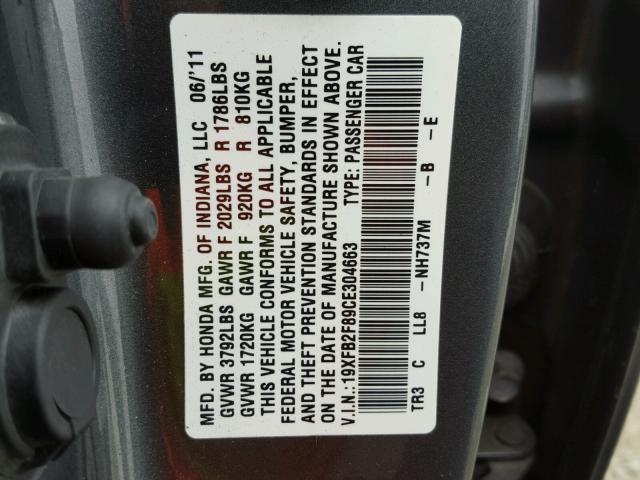 MFD. BY HONDA MFG. OF INDIANA, LLC 06/'11
GVWR 3792LBS GAWR F 2029LBS R 1786LBS
GVWR 1720KG GAWR F 920KG R 810KG
THIS VEHICLE CONFORMS TO ALL APPLICABLE
FEDERAL MOTOR VEHICLE SAFETY, BUMPER,
AND THEFT PREVENTION STANDARDS IN EFFECT
ON THE DATE OF MANUFACTURE SHOWN ABOVE.
V.I.N.:19XFB2F89CE304663 TYPE: PASSENGER CAR
TR3 C LL8 -NH737M -B -E